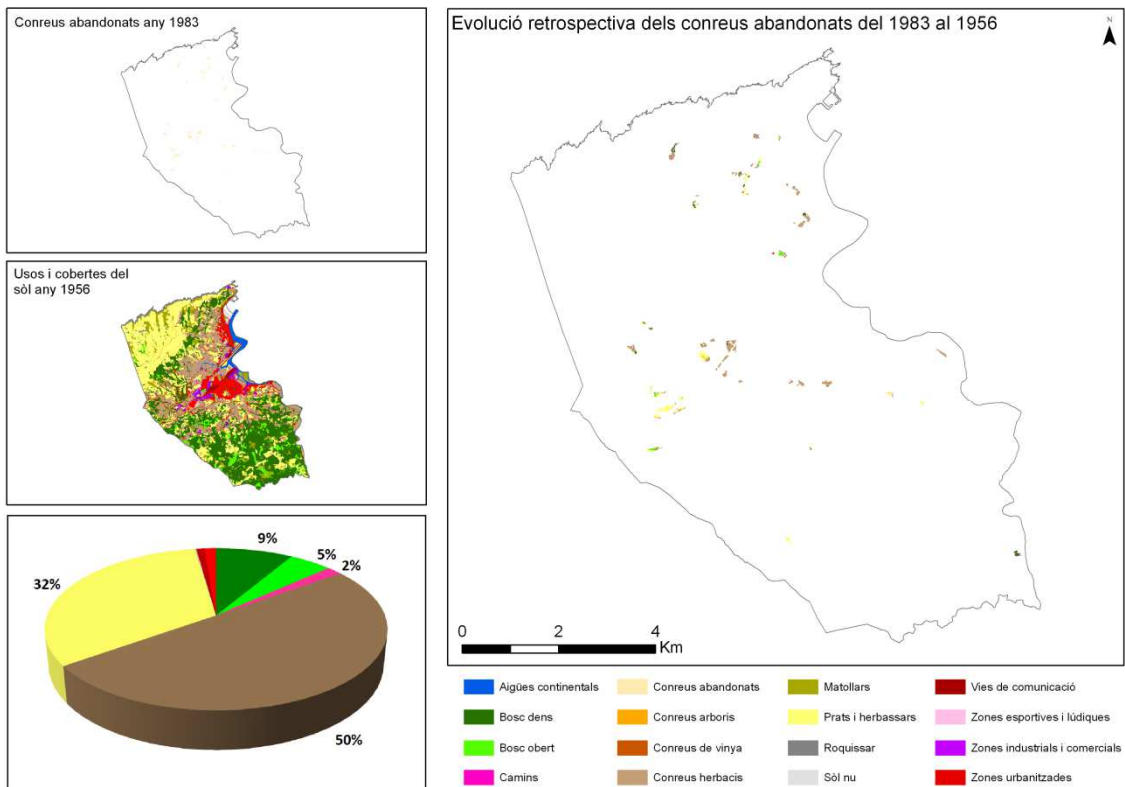 Conreus abandonats any 1983
Evolució retrospectiva dels conreus abandonats del 1983 al 1956
N
Usos i cobertes del
sòl any 1956
9%
5%
2%
32%
50%
0 2 4
Km
Aigües continentals
Bosc dens
Bosc obert
Camins
Conreus abandonats
Conreus arboris
Conreus de vinya
Conreus herbacis
Matollars
Prats i herbassars
Roquissar
Sòl nu
Vies de comunicació
Zones esportives i lúdiques
Zones industrials i comercials
Zones urbanitzades